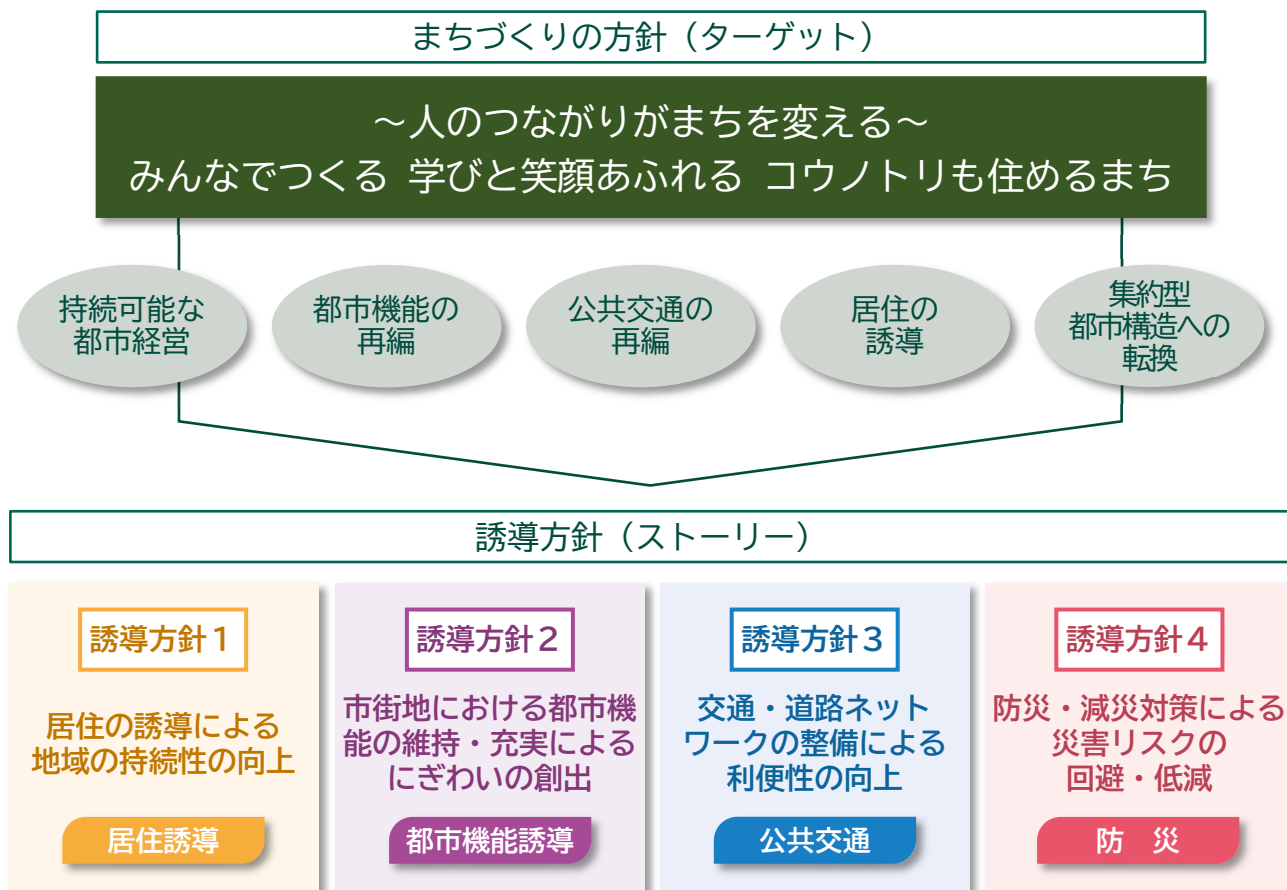 まちづくりの方針（ターゲット）
～人のつながりがまちを変える～
みんなでつくる 学びと笑顔あふれる コウノトリも住めるまち
持続可能な
都市経営
都市機能の
再編
公共交通の
再編
居住の
誘導
集約型
都市構造への
転換
誘導方針（ストーリー）
誘導方針１
居住の誘導による
地域の持続性の向上
居住誘導
誘導方針２
市街地における都市機
能の維持・充実による
にぎわいの創出
都市機能誘導
誘導方針３
交通・道路ネット
ワークの整備による
利便性の向上
公共交通
誘導方針４
防災・減災対策による
災害リスクの
回避・低減
防　災